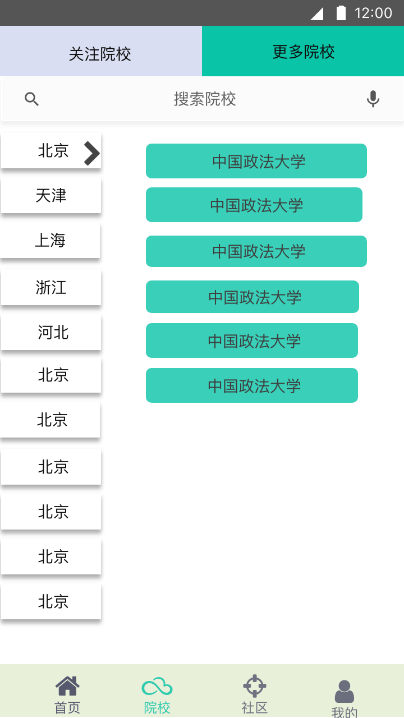 12:00
关注院校 更多院校
搜索院校
北京
天津
上海
浙江
河北
北京
北京
北京
北京
北京
北京
中国政法大学
中国政法大学
中国政法大学
中国政法大学
中国政法大学
中国政法大学
首页 院校 社区 我的